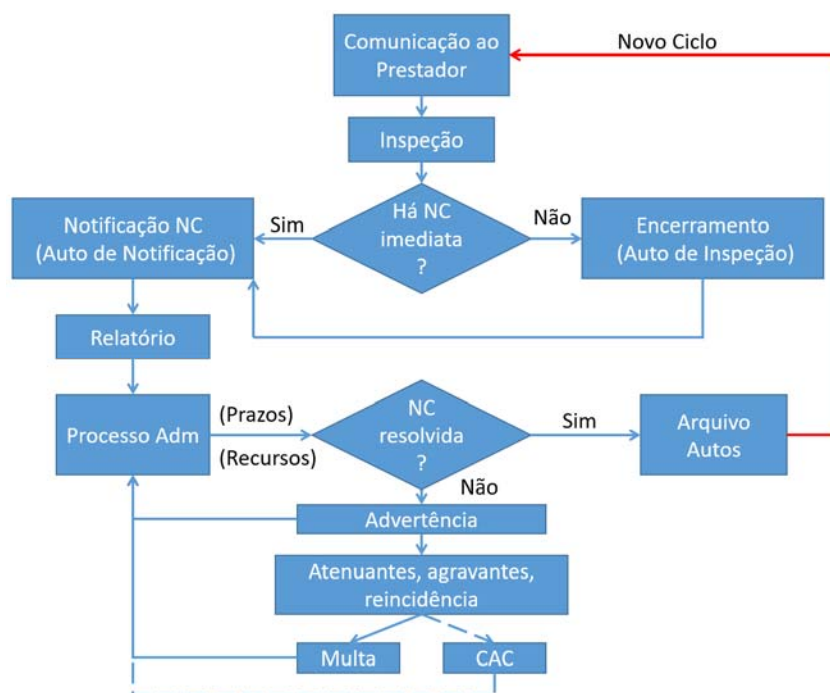 Comunicação ao
Prestador
Novo Ciclo
Inspeção
Há NC
imediata
?
Sim
Não
Notificação NC
(Auto de Notificação)
Encerramento
(Auto de Inspeção)
Relatório
Processo Adm
(Prazos)
(Recursos)
NC
resolvida
?
Sim
Arquivo
Autos
Não
Advertência
Atenuantes, agravantes,
reincidência
Multa
CAC